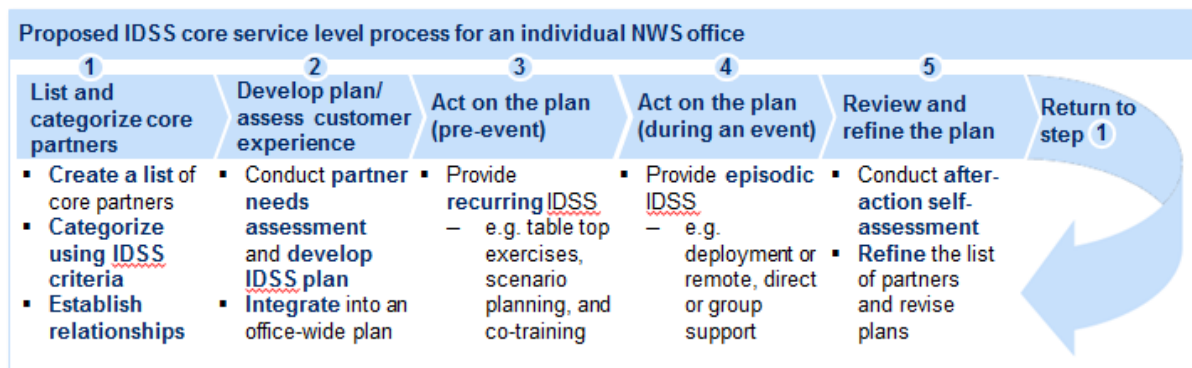 Proposed IDSS core service level process for an individual NWS office
1
List and
categorize core
partners
▪ Create a list of
core partners
▪ Categorize
using IDSS
criteria
▪ Establish
relationships
2
Develop plan/
assess customer
experience
▪ Conduct partner
needs
assessment
and develop
IDSS plan
▪ Integrate into an
office-wide plan
3
Act on the plan
(pre-event)
▪ Provide
recurring IDSS
– e.g. table top
exercises,
scenario
planning, and
co-training
4
Act on the plan
(during an event)
▪ Provide episodic
IDSS
– e.g.
deployment or
remote, direct
or group
support
5
Review and
refine the plan
▪ Conduct after-
action self-
assessment
▪ Refine the list
of partners
and revise
plans
Return to
step 1